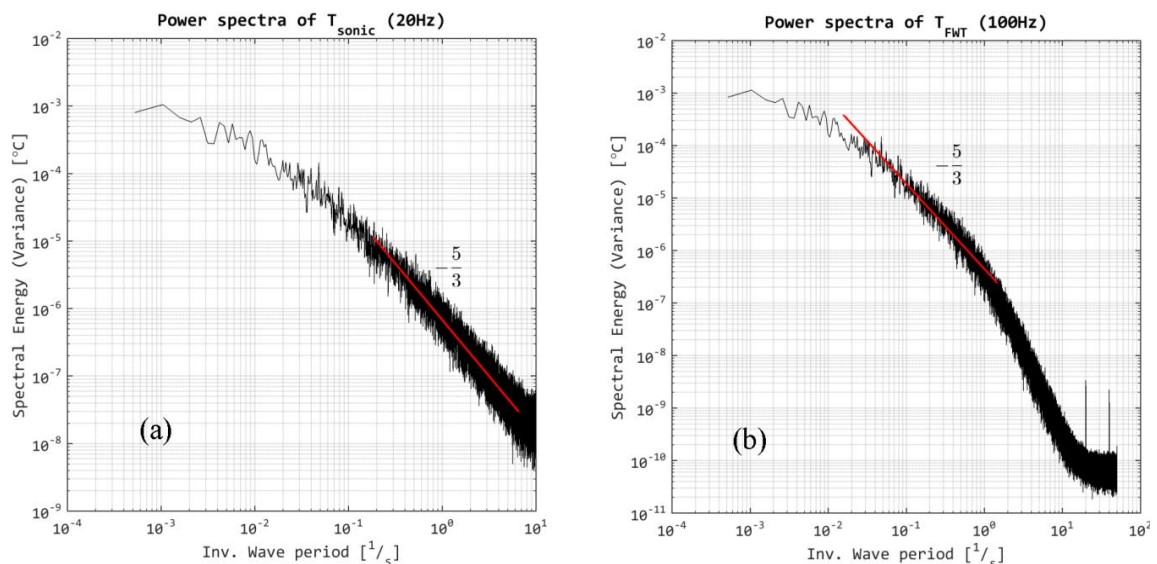 Power spectra of T_sonic (20Hz)
10^-2
10^-3
10^-4
10^-5
10^-6
10^-7
10^-8
10^-9
Spectral Energy (Variance) [°C]
-5/3
(a)
10^-4 10^-3 10^-2 10^-1 10^0 10^1
Inv. Wave period [1/s]
Power spectra of T_FWT (100Hz)
10^-2
10^-3
10^-4
10^-5
10^-6
10^-7
10^-8
10^-9
10^-10
10^-11
Spectral Energy (Variance) [°C]
-5/3
(b)
10^-4 10^-3 10^-2 10^-1 10^0 10^1 10^2
Inv. Wave period [1/s]